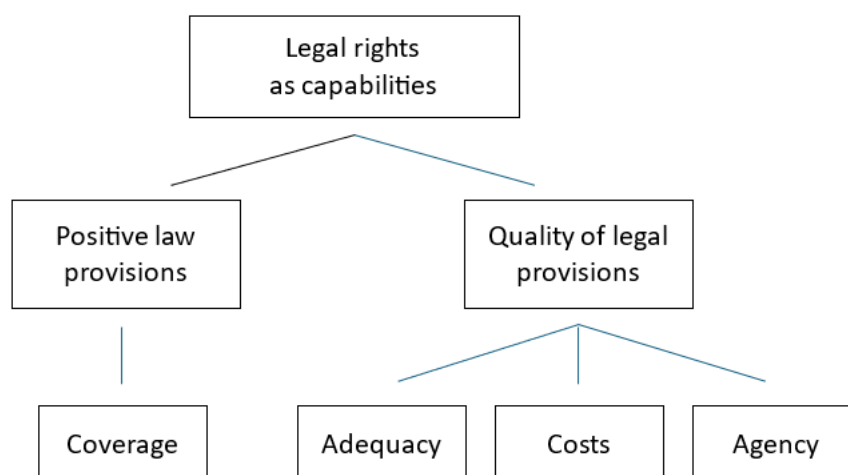 Legal rights
as capabilities
Positive law
provisions
Quality of legal
provisions
Coverage
Adequacy
Costs
Agency